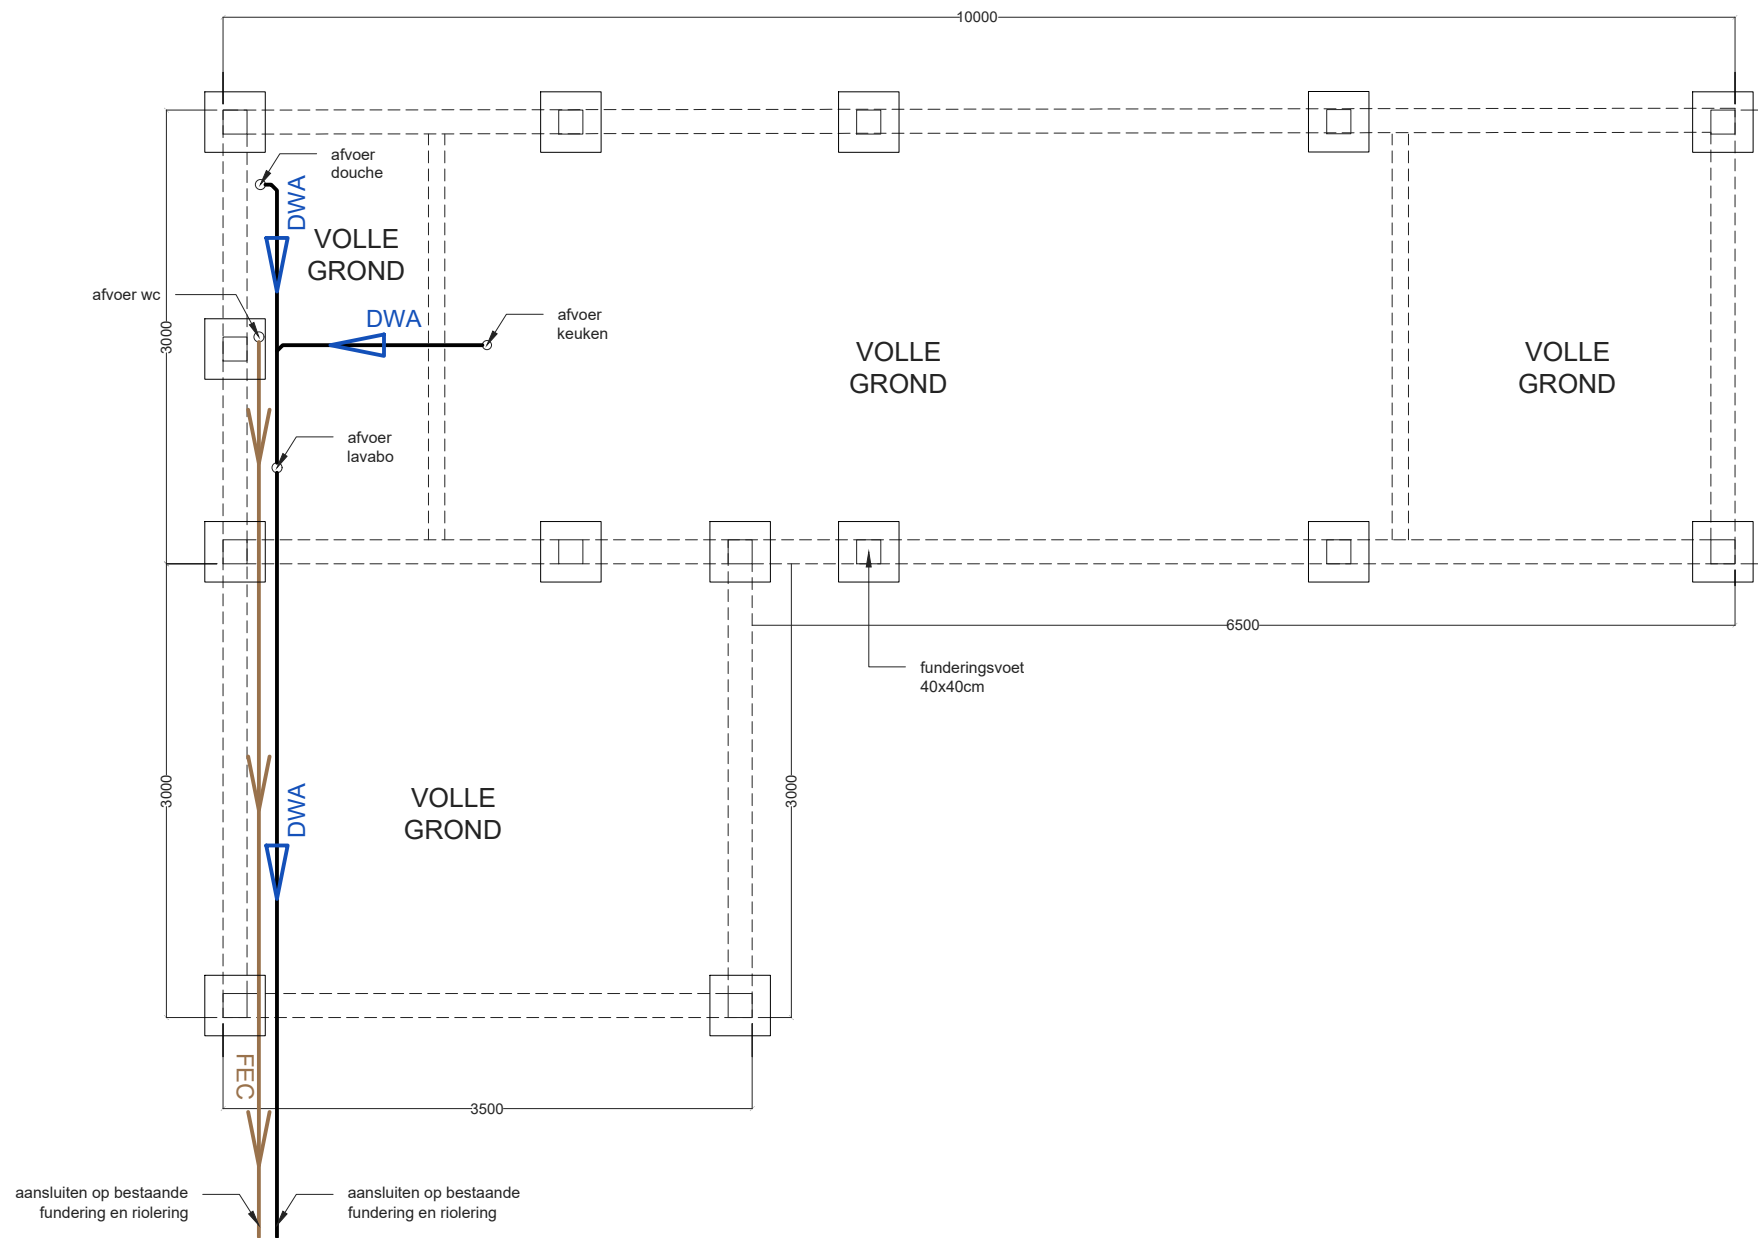 10000
afvoer
douche
DWA
VOLLE
GROND
afvoer wc
DWA
afvoer
keuken
3000
VOLLE
GROND
VOLLE
GROND
afvoer
lavabo
6500
funderingsvoet
40x40cm
3000
DWA
VOLLE
GROND
3000
FEC
3500
aansluiten op bestaande
fundering en riolering
aansluiten op bestaande
fundering en riolering